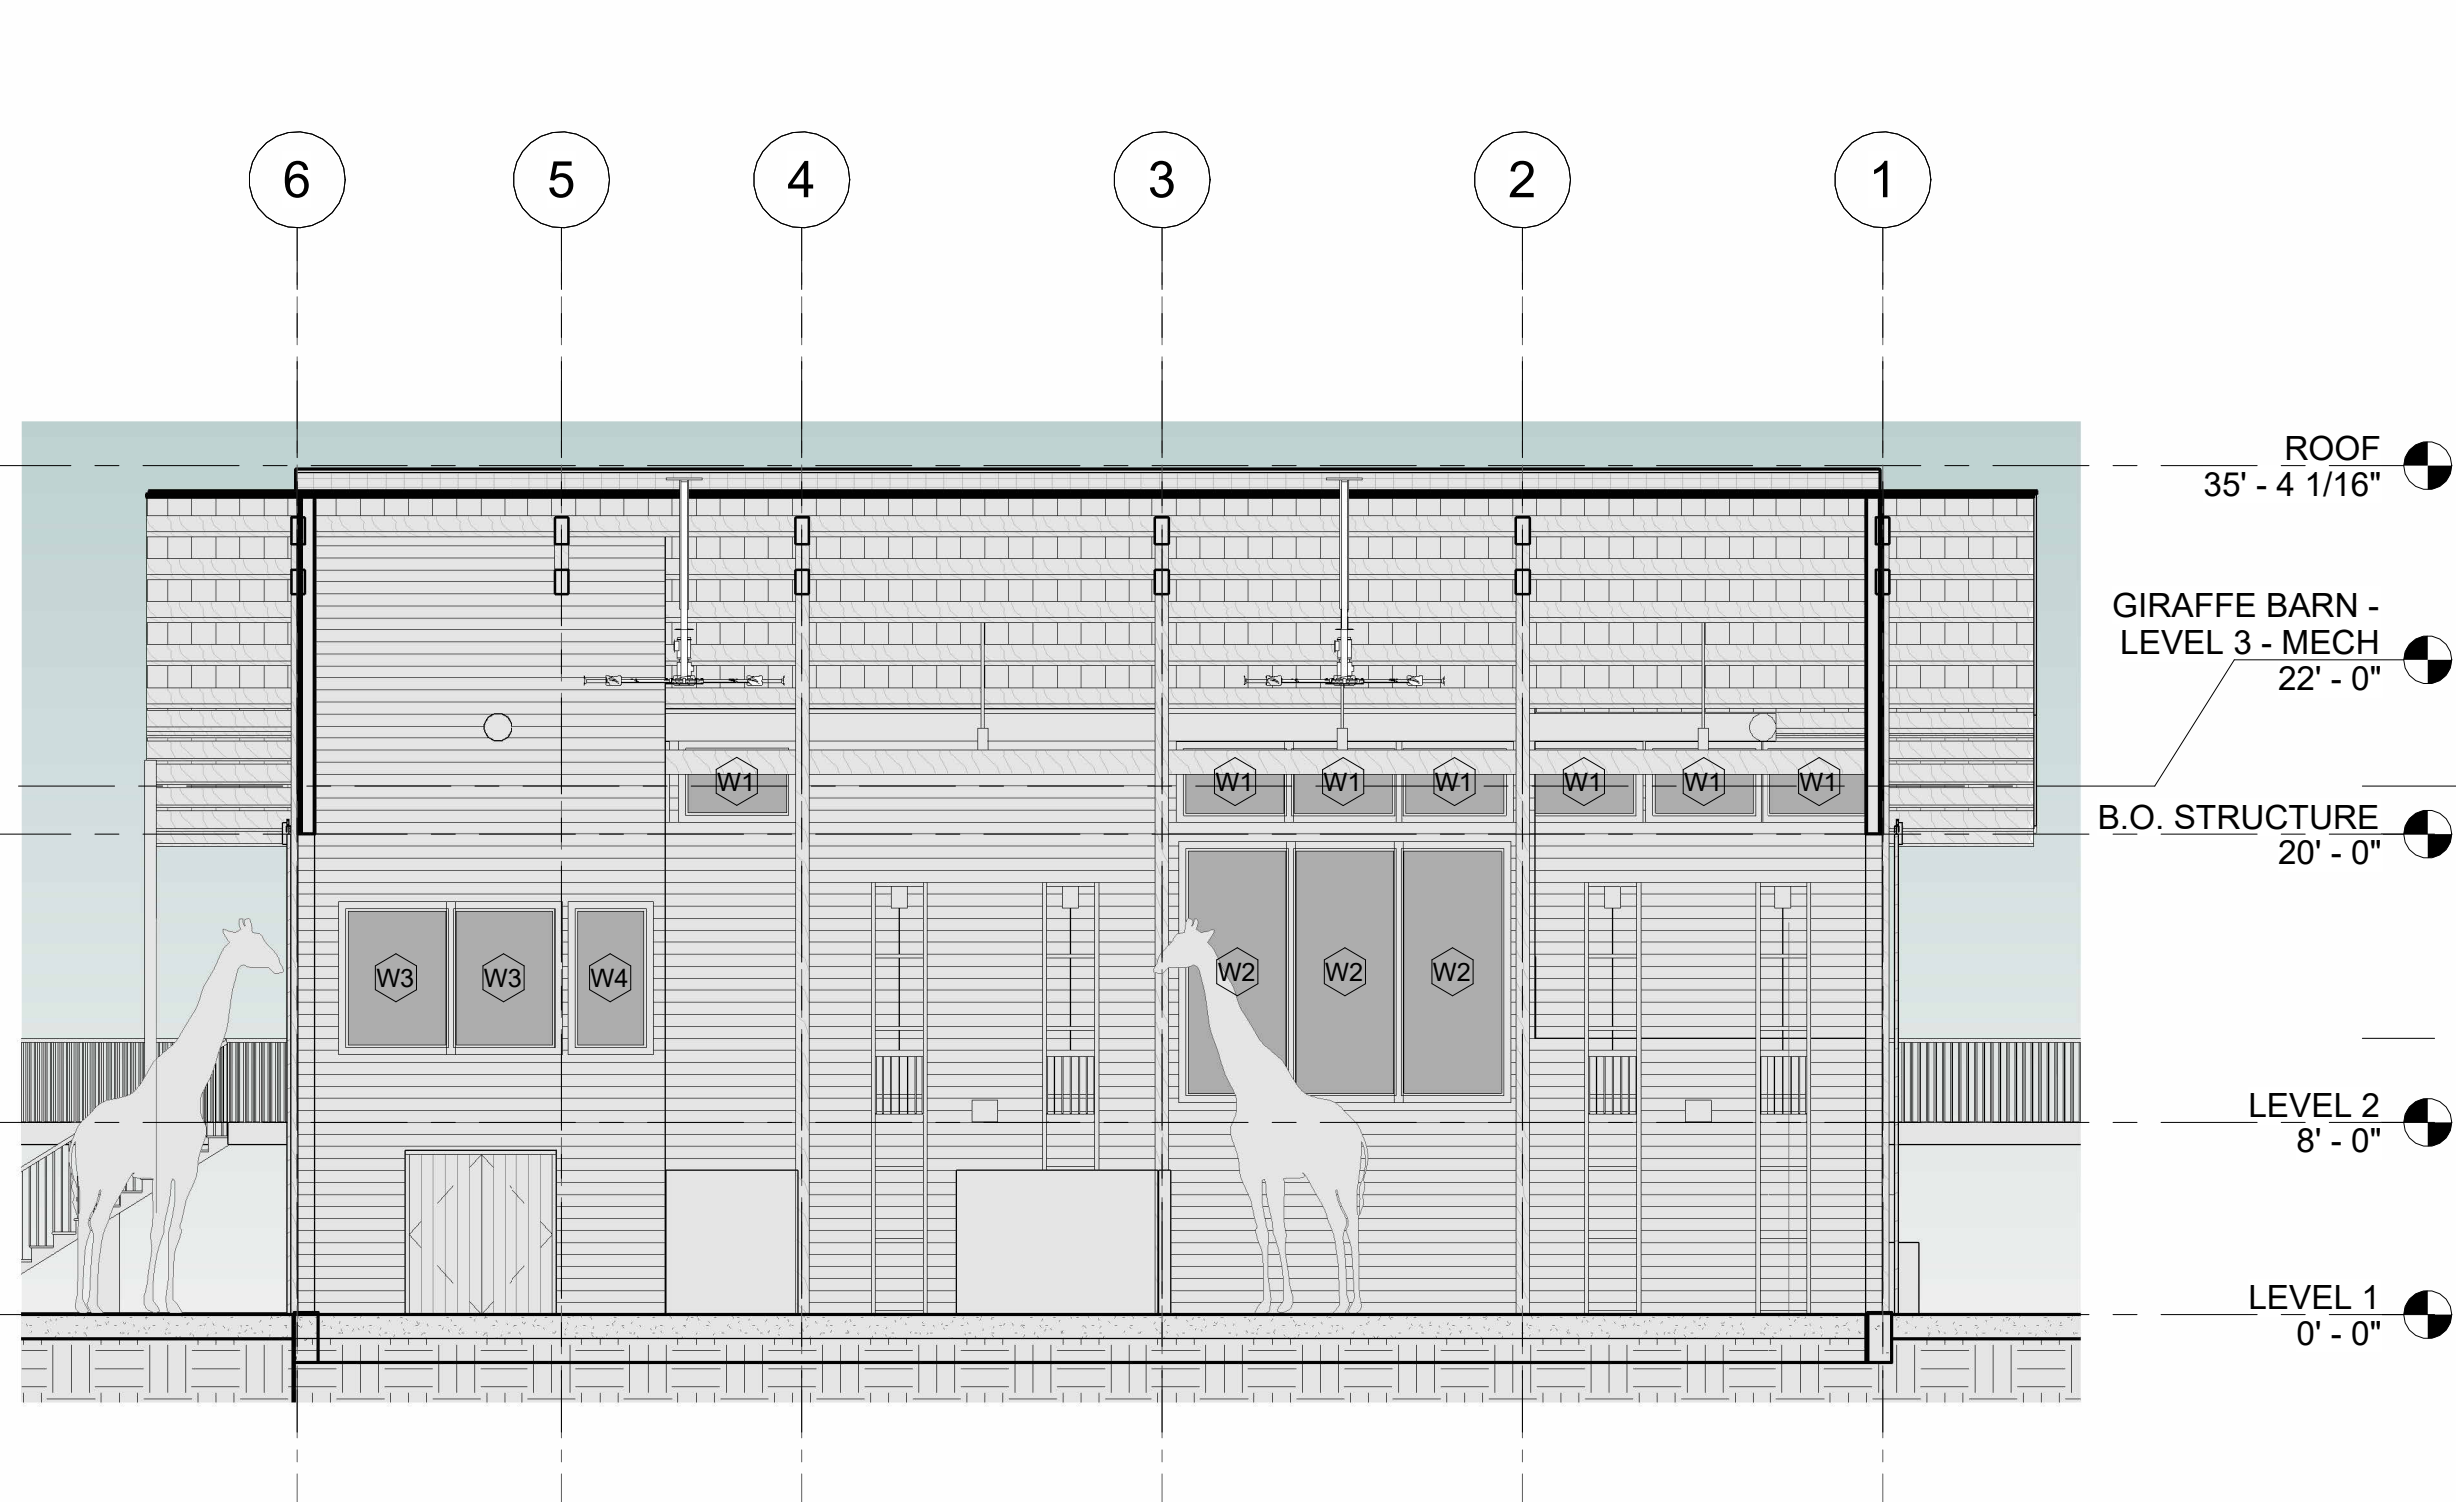 6 5 4 3 2 1
ROOF
35' - 4 1/16"
GIRAFFE BARN -
LEVEL 3 - MECH
22' - 0"
W1 W1 W1 W1 W1 W1 W1
B.O. STRUCTURE
20' - 0"
W3 W3 W4 W2 W2 W2
LEVEL 2
8' - 0"
LEVEL 1
0' - 0"